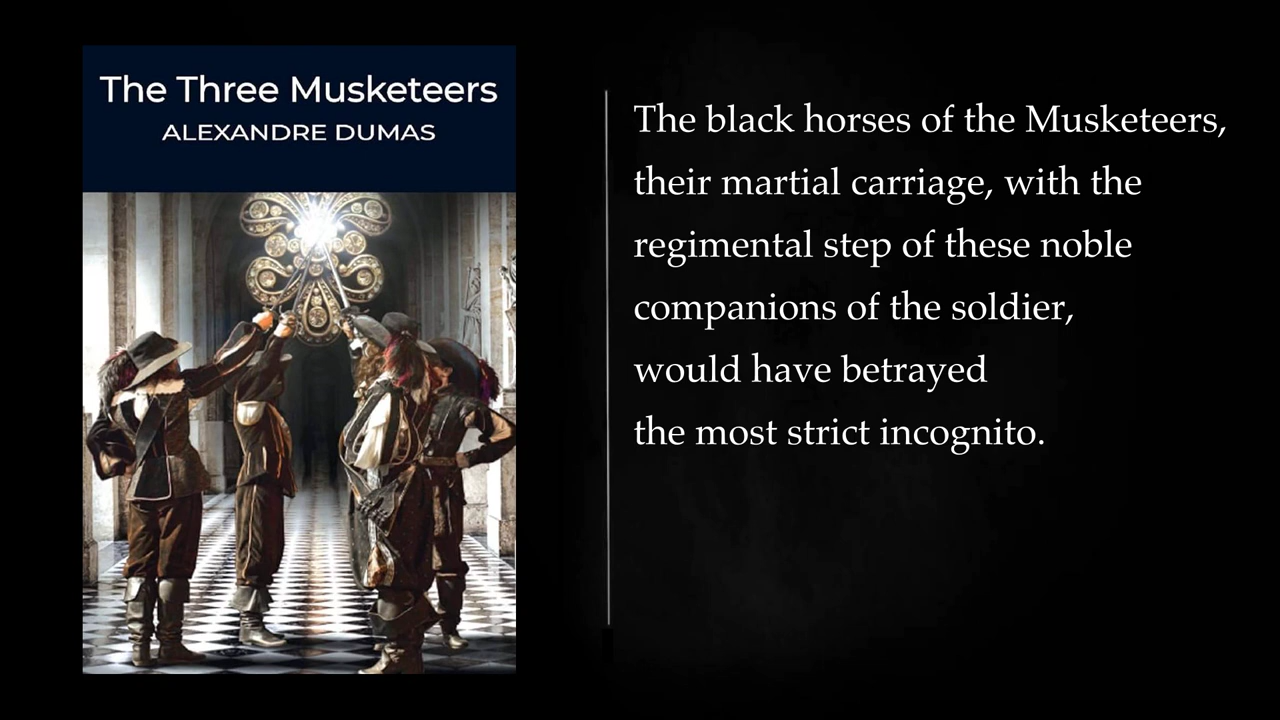 The Three Musketeers
ALEXANDRE DUMAS
The black horses of the Musketeers,
their martial carriage, with the
regimental step of these noble
companions of the soldier,
would have betrayed
the most strict incognito.